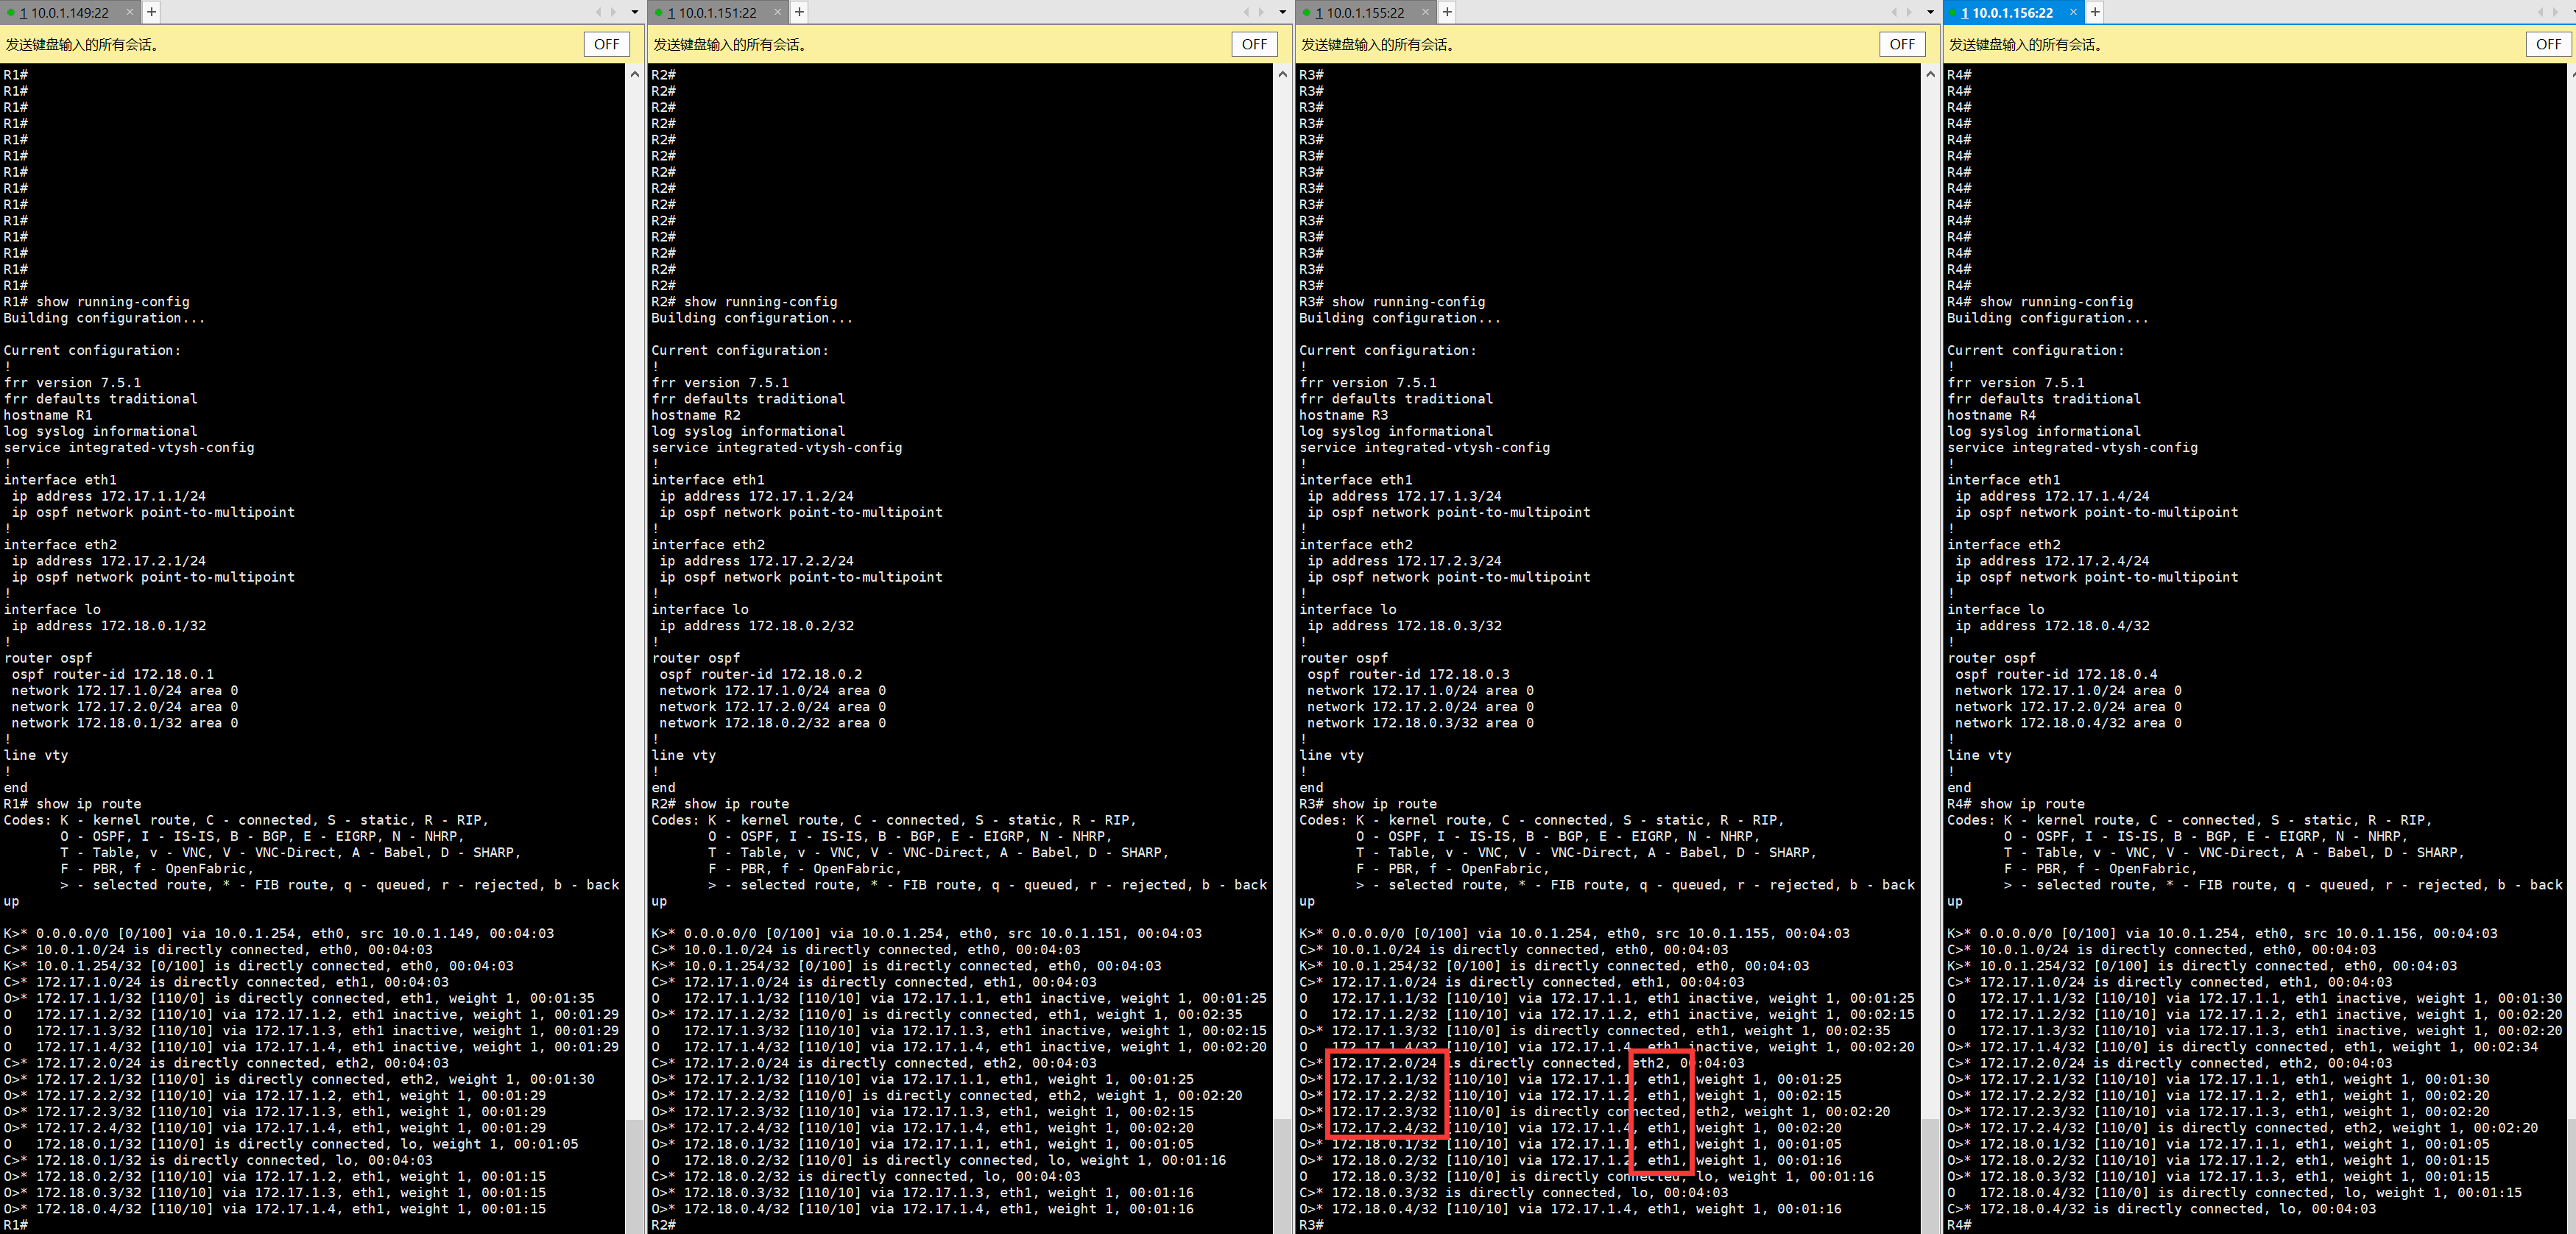 1 10.0.1.149:22
发送键盘输入的所有会话。
OFF
R1#
R1#
R1#
R1#
R1#
R1#
R1#
R1#
R1#
R1#
R1#
R1#
R1#
R1#
R1# show running-config
Building configuration...
Current configuration:
!
frr version 7.5.1
frr defaults traditional
hostname R1
log syslog informational
service integrated-vtysh-config
!
interface eth1
ip address 172.17.1.1/24
ip ospf network point-to-multipoint
!
interface eth2
ip address 172.17.2.1/24
ip ospf network point-to-multipoint
!
interface lo
ip address 172.18.0.1/32
!
router ospf
ospf router-id 172.18.0.1
network 172.17.1.0/24 area 0
network 172.17.2.0/24 area 0
network 172.18.0.1/32 area 0
!
line vty
!
end
R1# show ip route
Codes: K - kernel route, C - connected, S - static, R - RIP,
O - OSPF, I - IS-IS, B - BGP, E - EIGRP, N - NHRP,
T - Table, v - VNC, V - VNC-Direct, A - Babel, D - SHARP,
F - PBR, f - OpenFabric,
> - selected route, * - FIB route, q - queued, r - rejected, b - back
up
K>* 0.0.0.0/0 [0/100] via 10.0.1.254, eth0, src 10.0.1.149, 00:04:03
C>* 10.0.1.0/24 is directly connected, eth0, 00:04:03
K>* 10.0.1.254/32 [0/100] is directly connected, eth0, 00:04:03
C>* 172.17.1.0/24 is directly connected, eth1, 00:04:03
O>* 172.17.1.1/32 [110/0] is directly connected, eth1, weight 1, 00:01:35
O 172.17.1.2/32 [110/10] via 172.17.1.2, eth1 inactive, weight 1, 00:01:29
O 172.17.1.3/32 [110/10] via 172.17.1.3, eth1 inactive, weight 1, 00:01:29
O 172.17.1.4/32 [110/10] via 172.17.1.4, eth1 inactive, weight 1, 00:01:29
C>* 172.17.2.0/24 is directly connected, eth2, 00:04:03
O>* 172.17.2.1/32 [110/0] is directly connected, eth2, weight 1, 00:01:30
O>* 172.17.2.2/32 [110/10] via 172.17.1.2, eth1, weight 1, 00:01:29
O>* 172.17.2.3/32 [110/10] via 172.17.1.3, eth1, weight 1, 00:01:29
O>* 172.17.2.4/32 [110/10] via 172.17.1.4, eth1, weight 1, 00:01:29
O 172.18.0.1/32 [110/0] is directly connected, lo, weight 1, 00:01:05
C>* 172.18.0.1/32 is directly connected, lo, 00:04:03
O>* 172.18.0.2/32 [110/10] via 172.17.1.2, eth1, weight 1, 00:01:15
O>* 172.18.0.3/32 [110/10] via 172.17.1.3, eth1, weight 1, 00:01:15
O>* 172.18.0.4/32 [110/10] via 172.17.1.4, eth1, weight 1, 00:01:15
R1#
1 10.0.1.151:22
发送键盘输入的所有会话。
OFF
R2#
R2#
R2#
R2#
R2#
R2#
R2#
R2#
R2#
R2#
R2#
R2#
R2#
R2#
R2# show running-config
Building configuration...
Current configuration:
!
frr version 7.5.1
frr defaults traditional
hostname R2
log syslog informational
service integrated-vtysh-config
!
interface eth1
ip address 172.17.1.2/24
ip ospf network point-to-multipoint
!
interface eth2
ip address 172.17.2.2/24
ip ospf network point-to-multipoint
!
interface lo
ip address 172.18.0.2/32
!
router ospf
ospf router-id 172.18.0.2
network 172.17.1.0/24 area 0
network 172.17.2.0/24 area 0
network 172.18.0.2/32 area 0
!
line vty
!
end
R2# show ip route
Codes: K - kernel route, C - connected, S - static, R - RIP,
O - OSPF, I - IS-IS, B - BGP, E - EIGRP, N - NHRP,
T - Table, v - VNC, V - VNC-Direct, A - Babel, D - SHARP,
F - PBR, f - OpenFabric,
> - selected route, * - FIB route, q - queued, r - rejected, b - back
up
K>* 0.0.0.0/0 [0/100] via 10.0.1.254, eth0, src 10.0.1.151, 00:04:03
C>* 10.0.1.0/24 is directly connected, eth0, 00:04:03
K>* 10.0.1.254/32 [0/100] is directly connected, eth0, 00:04:03
C>* 172.17.1.0/24 is directly connected, eth1, 00:04:03
O 172.17.1.1/32 [110/10] via 172.17.1.1, eth1 inactive, weight 1, 00:01:25
O>* 172.17.1.2/32 [110/0] is directly connected, eth1, weight 1, 00:02:35
O 172.17.1.3/32 [110/10] via 172.17.1.3, eth1 inactive, weight 1, 00:02:15
O 172.17.1.4/32 [110/10] via 172.17.1.4, eth1 inactive, weight 1, 00:02:20
C>* 172.17.2.0/24 is directly connected, eth2, 00:04:03
O>* 172.17.2.1/32 [110/10] via 172.17.1.1, eth1, weight 1, 00:01:25
O>* 172.17.2.2/32 [110/0] is directly connected, eth2, weight 1, 00:02:20
O>* 172.17.2.3/32 [110/10] via 172.17.1.3, eth1, weight 1, 00:02:15
O>* 172.17.2.4/32 [110/10] via 172.17.1.4, eth1, weight 1, 00:02:20
O>* 172.18.0.1/32 [110/10] via 172.17.1.1, eth1, weight 1, 00:01:05
O 172.18.0.2/32 [110/0] is directly connected, lo, weight 1, 00:01:16
C>* 172.18.0.2/32 is directly connected, lo, 00:04:03
O>* 172.18.0.3/32 [110/10] via 172.17.1.3, eth1, weight 1, 00:01:16
O>* 172.18.0.4/32 [110/10] via 172.17.1.4, eth1, weight 1, 00:01:16
R2#
1 10.0.1.155:22
发送键盘输入的所有会话。
OFF
R3#
R3#
R3#
R3#
R3#
R3#
R3#
R3#
R3#
R3#
R3#
R3#
R3#
R3#
R3# show running-config
Building configuration...
Current configuration:
!
frr version 7.5.1
frr defaults traditional
hostname R3
log syslog informational
service integrated-vtysh-config
!
interface eth1
ip address 172.17.1.3/24
ip ospf network point-to-multipoint
!
interface eth2
ip address 172.17.2.3/24
ip ospf network point-to-multipoint
!
interface lo
ip address 172.18.0.3/32
!
router ospf
ospf router-id 172.18.0.3
network 172.17.1.0/24 area 0
network 172.17.2.0/24 area 0
network 172.18.0.3/32 area 0
!
line vty
!
end
R3# show ip route
Codes: K - kernel route, C - connected, S - static, R - RIP,
O - OSPF, I - IS-IS, B - BGP, E - EIGRP, N - NHRP,
T - Table, v - VNC, V - VNC-Direct, A - Babel, D - SHARP,
F - PBR, f - OpenFabric,
> - selected route, * - FIB route, q - queued, r - rejected, b - back
up
K>* 0.0.0.0/0 [0/100] via 10.0.1.254, eth0, src 10.0.1.155, 00:04:03
C>* 10.0.1.0/24 is directly connected, eth0, 00:04:03
K>* 10.0.1.254/32 [0/100] is directly connected, eth0, 00:04:03
C>* 172.17.1.0/24 is directly connected, eth1, 00:04:03
O 172.17.1.1/32 [110/10] via 172.17.1.1, eth1 inactive, weight 1, 00:01:25
O 172.17.1.2/32 [110/10] via 172.17.1.2, eth1 inactive, weight 1, 00:02:15
O>* 172.17.1.3/32 [110/0] is directly connected, eth1, weight 1, 00:02:35
O 172.17.1.4/32 [110/10] via 172.17.1.4, eth1 inactive, weight 1, 00:02:20
C>* 172.17.2.0/24 is directly connected, eth2, 00:04:03
O>* 172.17.2.1/32 [110/10] via 172.17.1.1, eth1, weight 1, 00:01:25
O>* 172.17.2.2/32 [110/10] via 172.17.1.2, eth1, weight 1, 00:02:15
O>* 172.17.2.3/32 [110/0] is directly connected, eth2, weight 1, 00:02:20
O>* 172.17.2.4/32 [110/10] via 172.17.1.4, eth1, weight 1, 00:02:20
O>* 172.18.0.1/32 [110/10] via 172.17.1.1, eth1, weight 1, 00:01:05
O>* 172.18.0.2/32 [110/10] via 172.17.1.2, eth1, weight 1, 00:01:16
O 172.18.0.3/32 [110/0] is directly connected, lo, weight 1, 00:01:16
C>* 172.18.0.3/32 is directly connected, lo, 00:04:03
O>* 172.18.0.4/32 [110/10] via 172.17.1.4, eth1, weight 1, 00:01:16
R3#
1 10.0.1.156:22
发送键盘输入的所有会话。
OFF
R4#
R4#
R4#
R4#
R4#
R4#
R4#
R4#
R4#
R4#
R4#
R4#
R4#
R4#
R4# show running-config
Building configuration...
Current configuration:
!
frr version 7.5.1
frr defaults traditional
hostname R4
log syslog informational
service integrated-vtysh-config
!
interface eth1
ip address 172.17.1.4/24
ip ospf network point-to-multipoint
!
interface eth2
ip address 172.17.2.4/24
ip ospf network point-to-multipoint
!
interface lo
ip address 172.18.0.4/32
!
router ospf
ospf router-id 172.18.0.4
network 172.17.1.0/24 area 0
network 172.17.2.0/24 area 0
network 172.18.0.4/32 area 0
!
line vty
!
end
R4# show ip route
Codes: K - kernel route, C - connected, S - static, R - RIP,
O - OSPF, I - IS-IS, B - BGP, E - EIGRP, N - NHRP,
T - Table, v - VNC, V - VNC-Direct, A - Babel, D - SHARP,
F - PBR, f - OpenFabric,
> - selected route, * - FIB route, q - queued, r - rejected, b - back
up
K>* 0.0.0.0/0 [0/100] via 10.0.1.254, eth0, src 10.0.1.156, 00:04:03
C>* 10.0.1.0/24 is directly connected, eth0, 00:04:03
K>* 10.0.1.254/32 [0/100] is directly connected, eth0, 00:04:03
C>* 172.17.1.0/24 is directly connected, eth1, 00:04:03
O 172.17.1.1/32 [110/10] via 172.17.1.1, eth1 inactive, weight 1, 00:01:30
O 172.17.1.2/32 [110/10] via 172.17.1.2, eth1 inactive, weight 1, 00:02:20
O 172.17.1.3/32 [110/10] via 172.17.1.3, eth1 inactive, weight 1, 00:02:20
O>* 172.17.1.4/32 [110/0] is directly connected, eth1, weight 1, 00:02:34
C>* 172.17.2.0/24 is directly connected, eth2, 00:04:03
O>* 172.17.2.1/32 [110/10] via 172.17.1.1, eth1, weight 1, 00:01:30
O>* 172.17.2.2/32 [110/10] via 172.17.1.2, eth1, weight 1, 00:02:20
O>* 172.17.2.3/32 [110/10] via 172.17.1.3, eth1, weight 1, 00:02:20
O>* 172.17.2.4/32 [110/0] is directly connected, eth2, weight 1, 00:02:20
O>* 172.18.0.1/32 [110/10] via 172.17.1.1, eth1, weight 1, 00:01:05
O>* 172.18.0.2/32 [110/10] via 172.17.1.2, eth1, weight 1, 00:01:15
O>* 172.18.0.3/32 [110/10] via 172.17.1.3, eth1, weight 1, 00:01:15
O 172.18.0.4/32 [110/0] is directly connected, lo, weight 1, 00:01:15
C>* 172.18.0.4/32 is directly connected, lo, 00:04:03
R4#